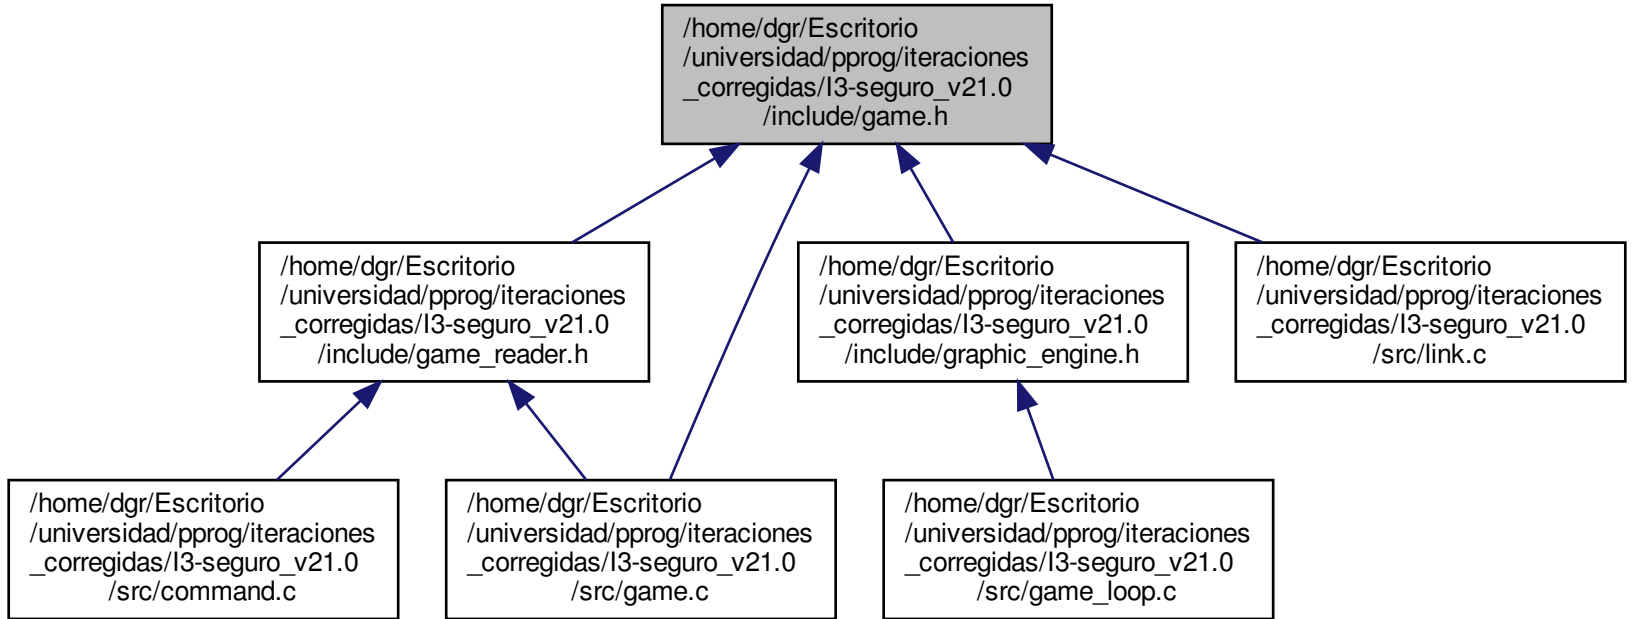 /home/dgr/Escritorio
/universidad/pprog/iteraciones
_corregidas/I3-seguro_v21.0
/include/game.h
/home/dgr/Escritorio
/universidad/pprog/iteraciones
_corregidas/I3-seguro_v21.0
/include/game_reader.h
/home/dgr/Escritorio
/universidad/pprog/iteraciones
_corregidas/I3-seguro_v21.0
/include/graphic_engine.h
/home/dgr/Escritorio
/universidad/pprog/iteraciones
_corregidas/I3-seguro_v21.0
/src/link.c
/home/dgr/Escritorio
/universidad/pprog/iteraciones
_corregidas/I3-seguro_v21.0
/src/command.c
/home/dgr/Escritorio
/universidad/pprog/iteraciones
_corregidas/I3-seguro_v21.0
/src/game.c
/home/dgr/Escritorio
/universidad/pprog/iteraciones
_corregidas/I3-seguro_v21.0
/src/game_loop.c